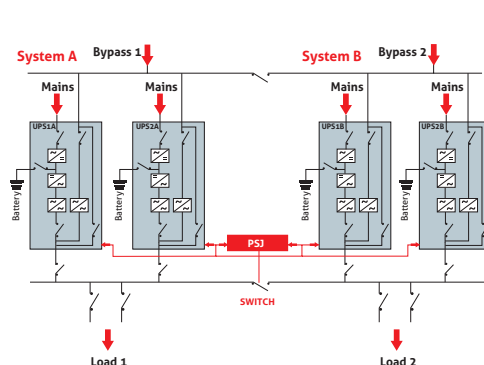 System A
Bypass 1
System B
Bypass 2
Mains
Mains
Mains
Mains
UPS1A
UPS2A
UPS1B
UPS2B
Battery
Battery
Battery
Battery
PSJ
SWITCH
Load 1
Load 2